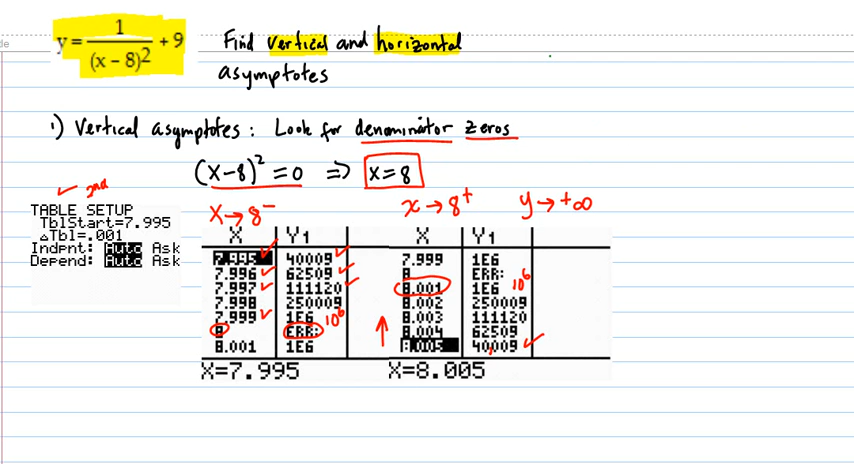 de
y = 1/(x – 8)² + 9
Find vertical and horizontal
asymptotes
1) Vertical asymptotes : Look for denominator zeros
(x-8)² = 0 ⇒ x=8
✓ 2nd
TABLE SETUP
TblStart=7.995
△Tbl=.001
Indpnt: Auto Ask
Depend: Auto Ask
x → 8⁻
X Y₁
7.995 40009
7.996 62509
7.997 111120
7.998 250009
7.999 1E6 10⁶
8 ERR:
8.001 1E6
X=7.995
x → 8⁺ y → +∞
X Y₁
7.999 1E6
8 ERR:
8.001 1E6 10⁶
8.002 250009
8.003 111120
8.004 62509
8.005 40009
X=8.005